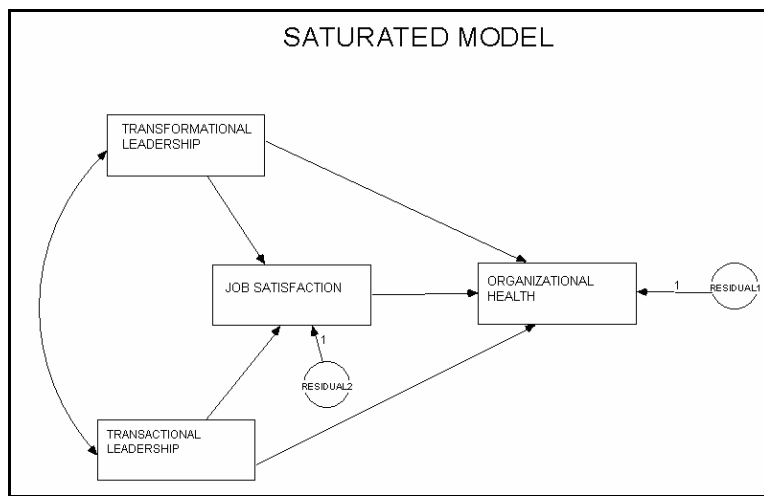 SATURATED MODEL
TRANSFORMATIONAL
LEADERSHIP
JOB SATISFACTION
ORGANIZATIONAL
HEALTH
1
RESIDUAL1
1
RESIDUAL2
TRANSACTIONAL
LEADERSHIP